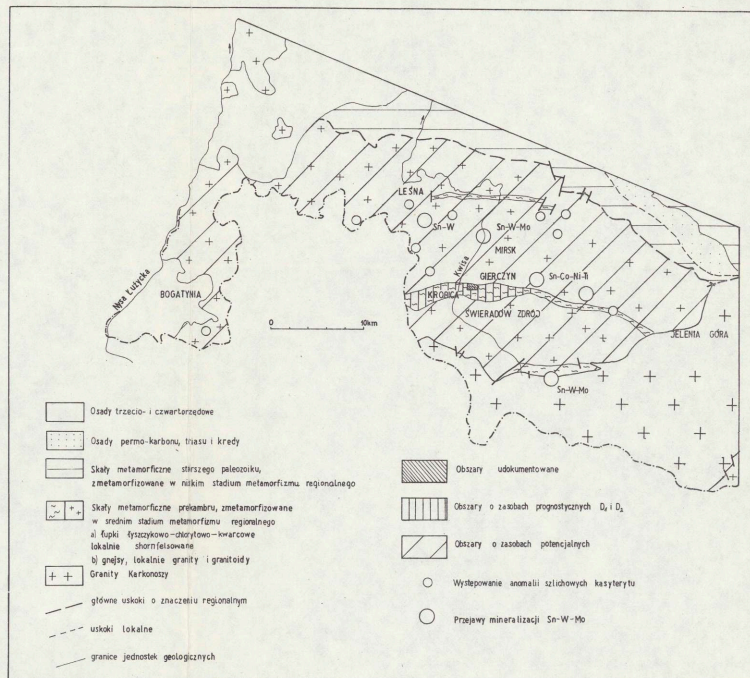 LEŚNA
Sn-W
Sn-W-Mo
MIRSK
Kwisa
GIERCZYN
Sn-Co-Ni-Ti
KROBICA
ŚWIERADÓW ZDRÓJ
JELENIA GÓRA
Sn-W-Mo
Nysa Łużycka
BOGATYNIA
0 10km
Osady trzecio- i czwartorzędowe
Osady permo-karbonu, triasu i kredy
Skały metamorficzne starszego paleozoiku,
zmetamorfizowane w niskim stadium metamorfizmu regionalnego
Skały metamorficzne prekambru, zmetamorfizowane
w srednim stadium metamorfizmu regionalnego
a) łupki łyszczykowo-chlorytowo-kwarcowe
lokalnie shornfelsowane
b) gnejsy, lokalnie granity i granitoidy
Granity Karkonoszy
główne uskoki o znaczeniu regionalnym
uskoki lokalne
granice jednostek geologicznych
Obszary udokumentowane
Obszary o zasobach prognostycznych D₁ i D₂
Obszary o zasobach potencjalnych
Występowanie anomalii szlichowych kasyterytu
Przejawy mineralizacji Sn-W-Mo